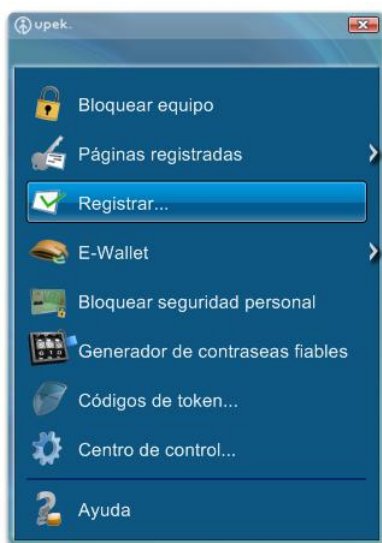 upek.
Bloquear equipo
Páginas registradas
Registrar...
E-Wallet
Bloquear seguridad personal
Generador de contraseas fiables
Códigos de token...
Centro de control...
Ayuda